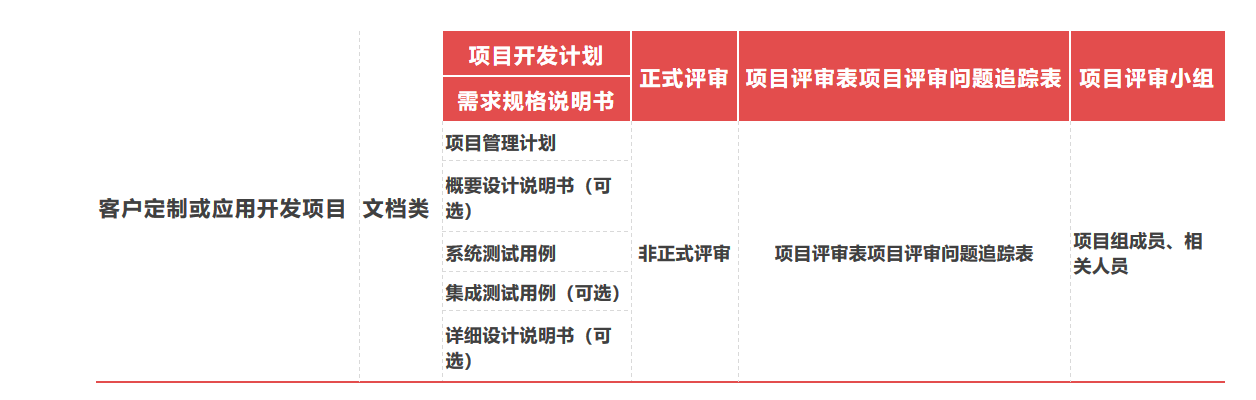 项目开发计划
需求规格说明书
正式评审
项目评审表项目评审问题追踪表
项目评审小组
客户定制或应用开发项目
文档类
项目管理计划
概要设计说明书（可
选）
系统测试用例
集成测试用例（可选）
详细设计说明书（可
选）
非正式评审
项目评审表项目评审问题追踪表
项目组成员、相
关人员